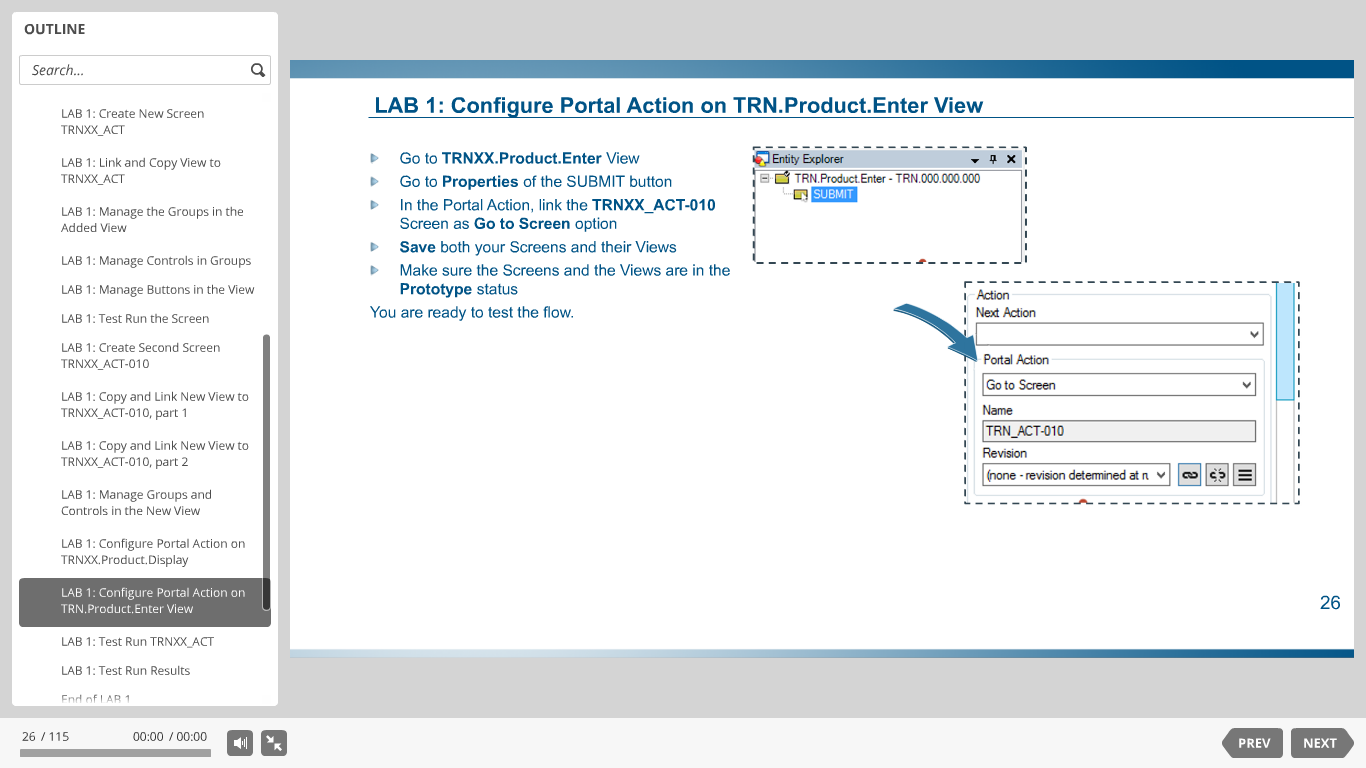 OUTLINE
Search...
LAB 1: Create New Screen
TRNXX_ACT
LAB 1: Link and Copy View to
TRNXX_ACT
LAB 1: Manage the Groups in the
Added View
LAB 1: Manage Controls in Groups
LAB 1: Manage Buttons in the View
LAB 1: Test Run the Screen
LAB 1: Create Second Screen
TRNXX_ACT-010
LAB 1: Copy and Link New View to
TRNXX_ACT-010, part 1
LAB 1: Copy and Link New View to
TRNXX_ACT-010, part 2
LAB 1: Manage Groups and
Controls in the New View
LAB 1: Configure Portal Action on
TRNXX.Product.Display
LAB 1: Configure Portal Action on
TRN.Product.Enter View
LAB 1: Test Run TRNXX_ACT
LAB 1: Test Run Results
End of LAB 1
LAB 1: Configure Portal Action on TRN.Product.Enter View
Go to TRNXX.Product.Enter View
Go to Properties of the SUBMIT button
In the Portal Action, link the TRNXX_ACT-010
Screen as Go to Screen option
Save both your Screens and their Views
Make sure the Screens and the Views are in the
Prototype status
You are ready to test the flow.
Entity Explorer
TRN.Product.Enter - TRN.000.000.000
SUBMIT
Action
Next Action
Portal Action
Go to Screen
Name
TRN_ACT-010
Revision
(none - revision determined at ru
26
26 / 115
00:00 / 00:00
PREV
NEXT